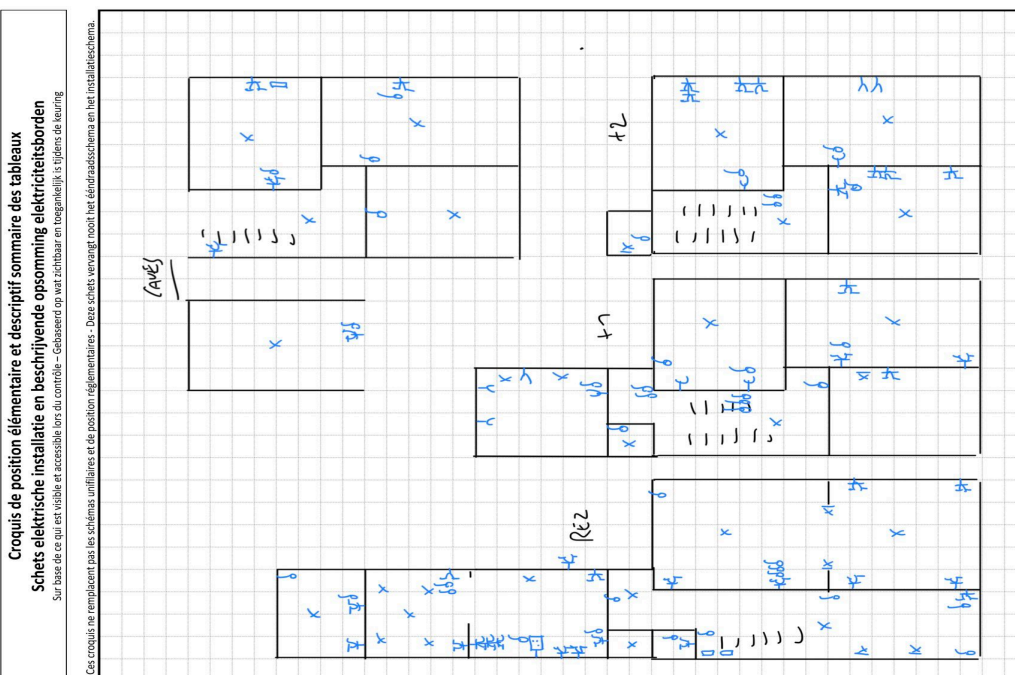 Croquis de position élémentaire et descriptif sommaire des tableaux
Schets elektrische installatie en beschrijvende opsomming elektriciteitsborden
Sur base de ce qui est visible et accessible lors du contrôle – Gebaseerd op wat zichtbaar en toegankelijk is tijdens de keuring
Ces croquis ne remplacent pas les schémas unifilaires et de position réglementaires - Deze schets vervangt nooit het ééndraadsschema en het installatieschema.
CAVES
+2
+1
REZ